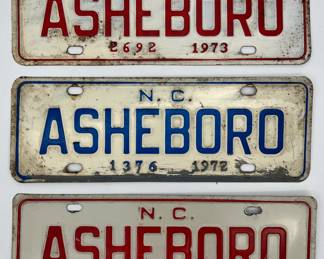 ASHEBORO
2692 1973
N.C.
ASHEBORO
1376 1972
N.C.
ASHEBORO